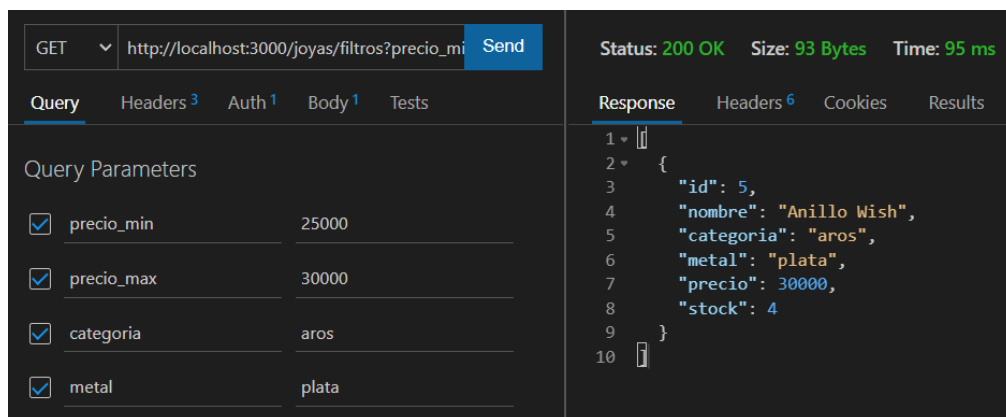 GET http://localhost:3000/joyas/filtros?precio_mi Send
Query Headers 3 Auth 1 Body 1 Tests
Query Parameters
precio_min 25000
precio_max 30000
categoria aros
metal plata
Status: 200 OK Size: 93 Bytes Time: 95 ms
Response Headers 6 Cookies Results
1 [
2 {
3 "id": 5,
4 "nombre": "Anillo Wish",
5 "categoria": "aros",
6 "metal": "plata",
7 "precio": 30000,
8 "stock": 4
9 }
10 ]